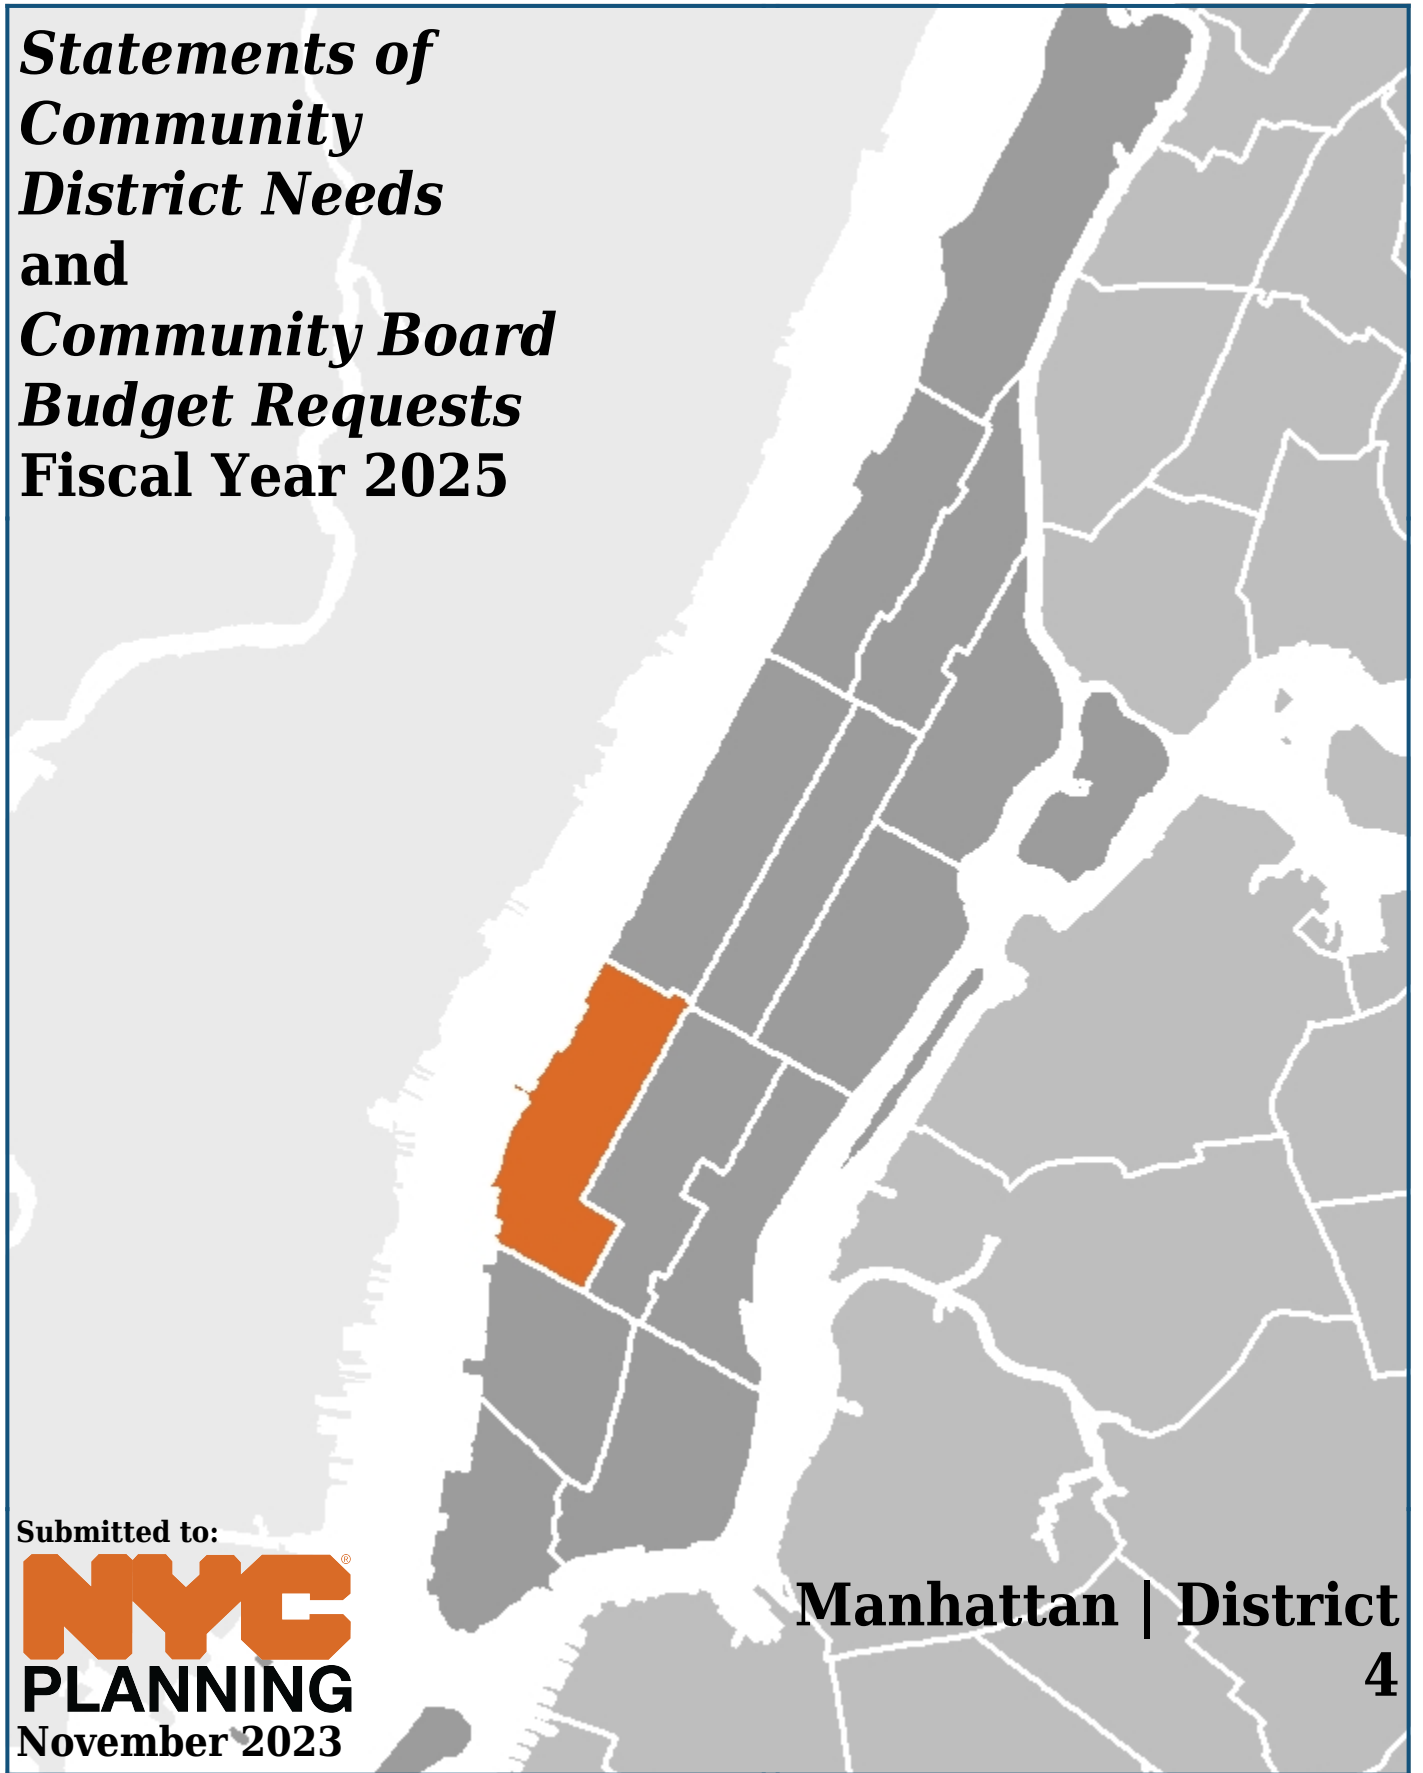 Statements of
Community
District Needs
and
Community Board
Budget Requests
Fiscal Year 2025
Submitted to:
NYC®
PLANNING
November 2023
Manhattan | District
4